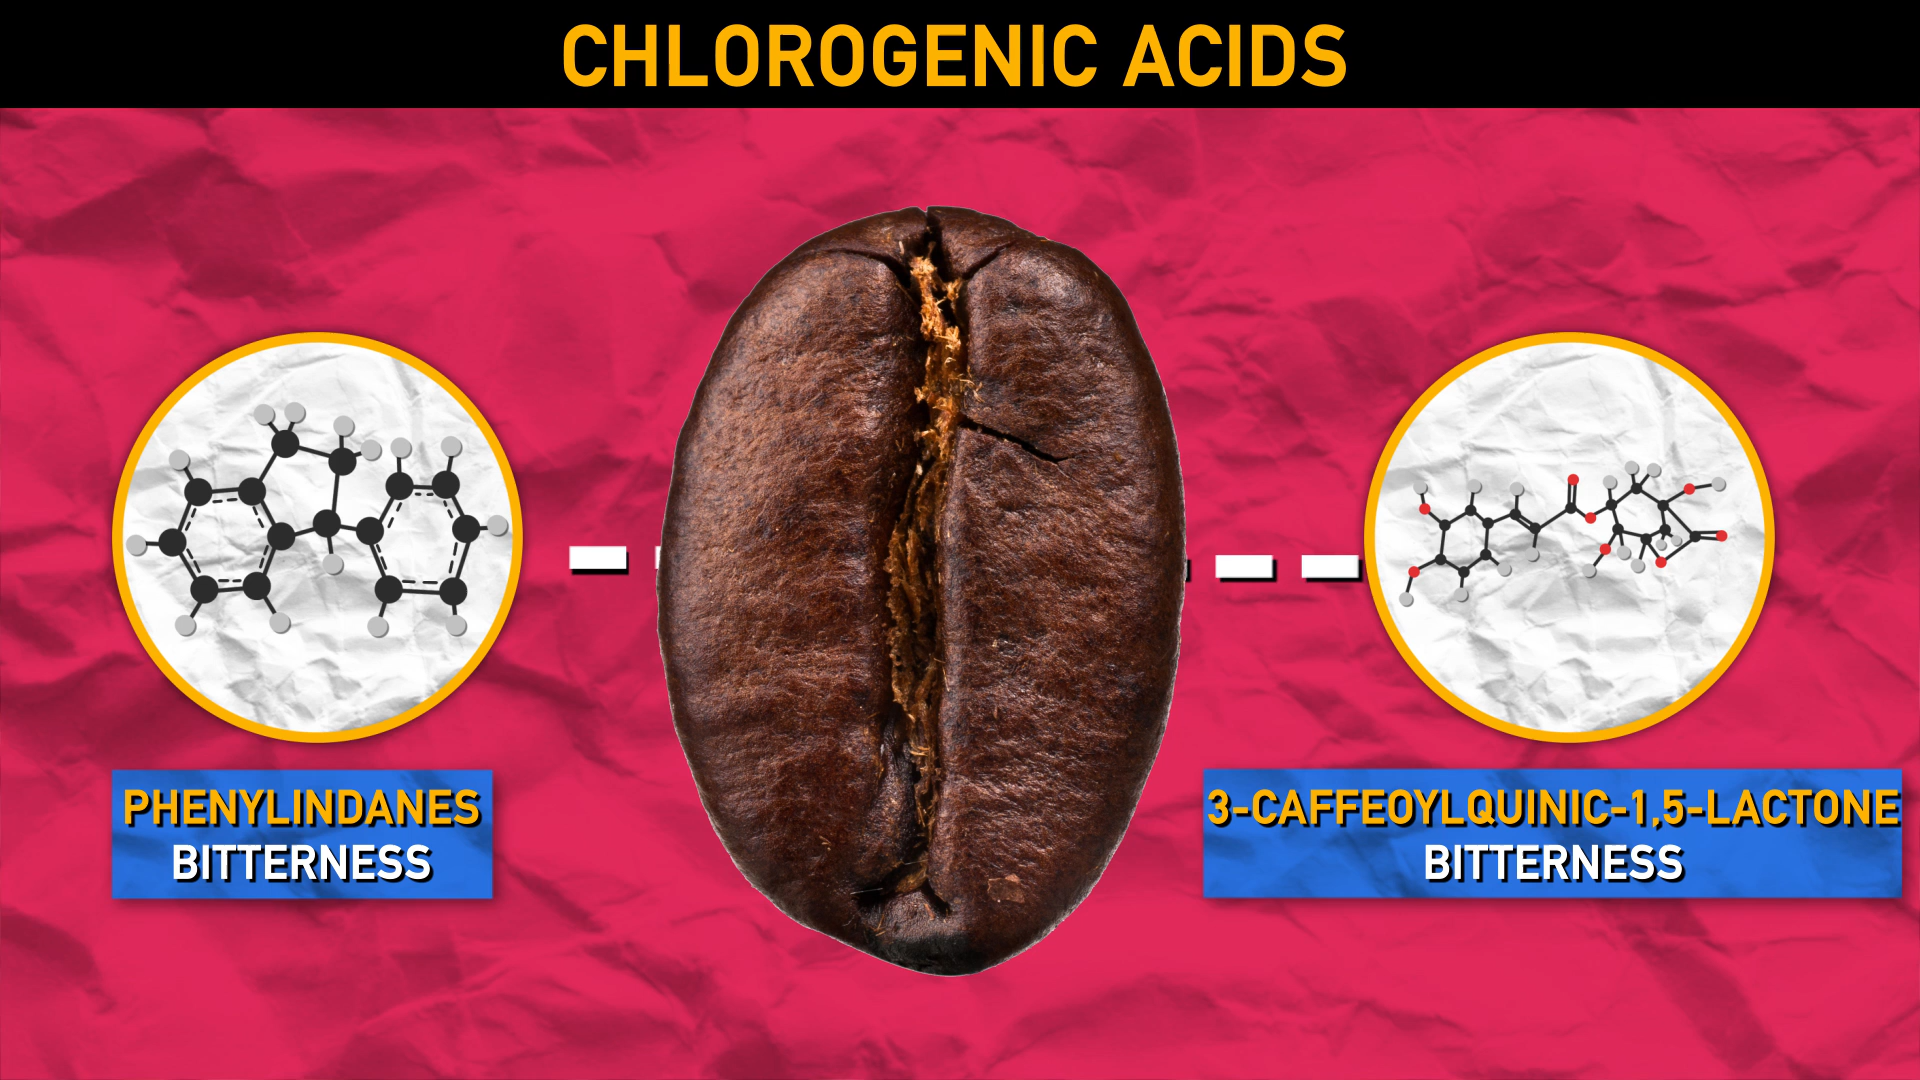 CHLOROGENIC ACIDS
PHENYLINDANES
BITTERNESS
3-CAFFEOYLQUINIC-1,5-LACTONE
BITTERNESS